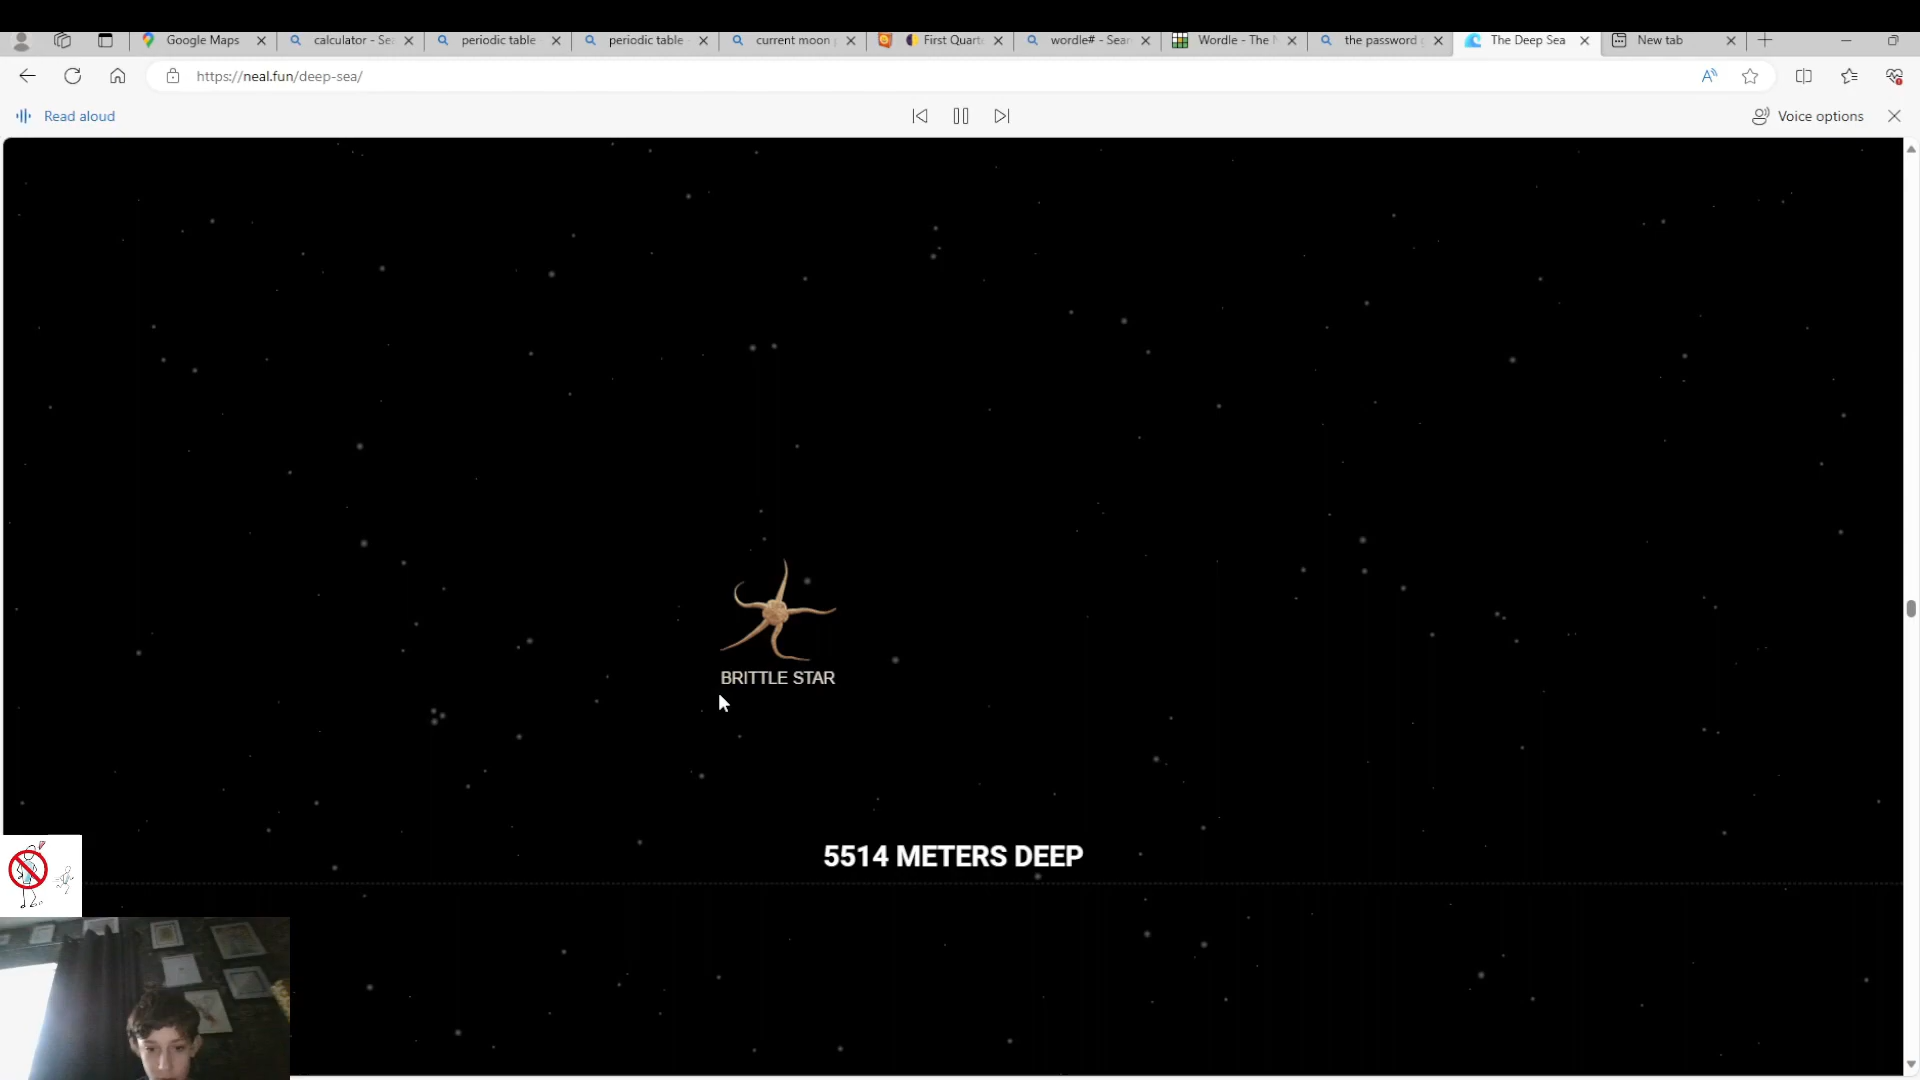 Google Maps
calculator - Se
periodic table
periodic table
current moon
First Quart
wordle# - Sear
Wordle - The
the password
The Deep Sea
New tab
https://neal.fun/deep-sea/
Read aloud
Voice options
BRITTLE STAR
5514 METERS DEEP